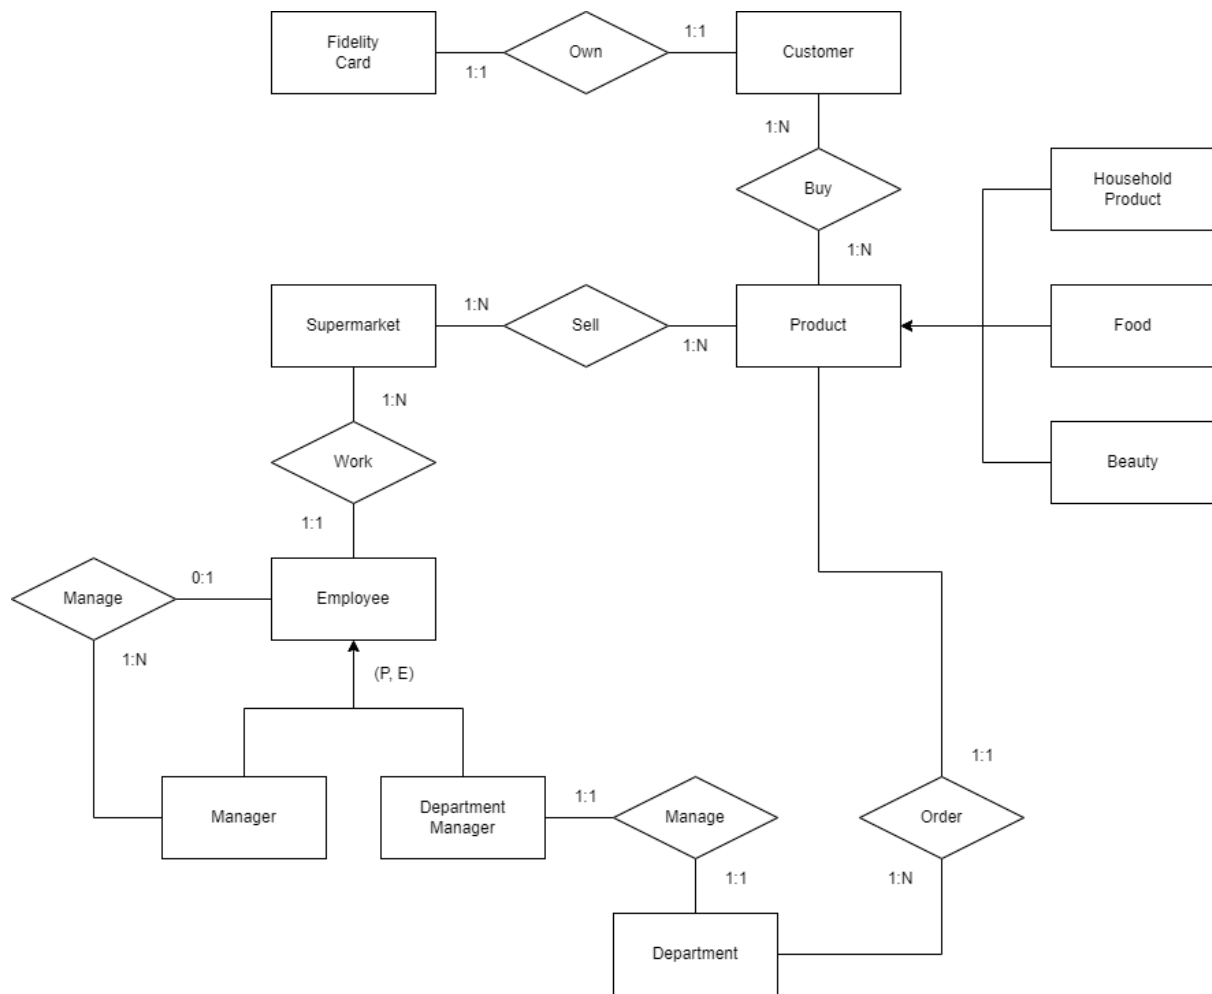 Fidelity
Card
1:1
Own
1:1
Customer
1:N
Buy
1:N
Household
Product
Supermarket
1:N
Sell
1:N
Product
Food
1:N
Work
1:1
Beauty
Manage
0:1
Employee
1:N
(P, E)
Manager
Department
Manager
1:1
Manage
1:1
1:1
Order
1:N
Department